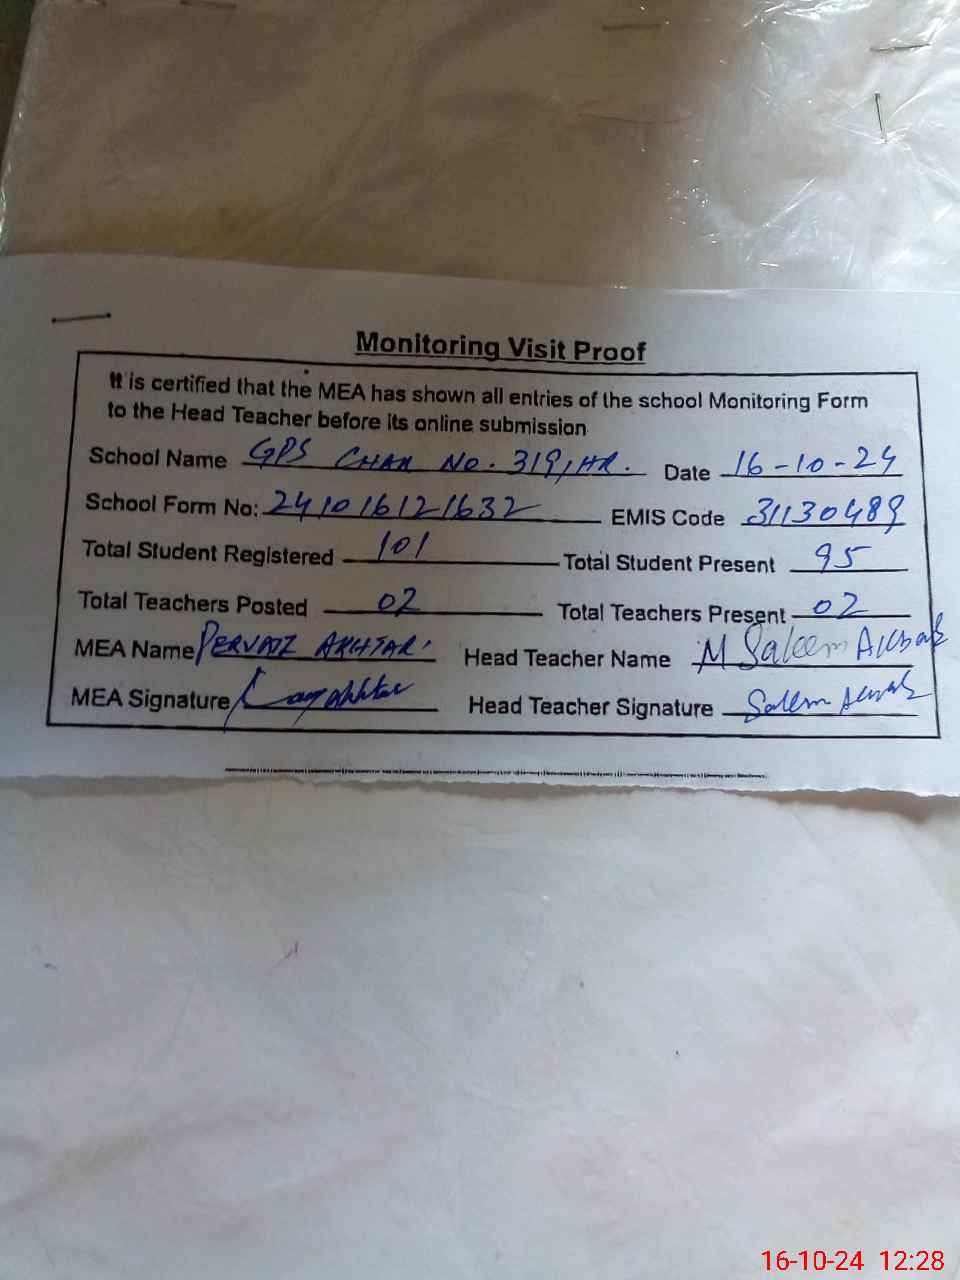 Monitoring Visit Proof
It is certified that the MEA has shown all entries of the school Monitoring Form
to the Head Teacher before its online submission
School Name GPS CHAK NO. 319/HR. Date 16-10-24
School Form No: 241016121632 EMIS Code 31130489
Total Student Registered 101 Total Student Present 95
Total Teachers Posted 02 Total Teachers Present 02
MEA Name PERVAIZ AKHTAR. Head Teacher Name M Saleem Akbar
MEA Signature Head Teacher Signature Saleem Akbar
16-10-24 12:28